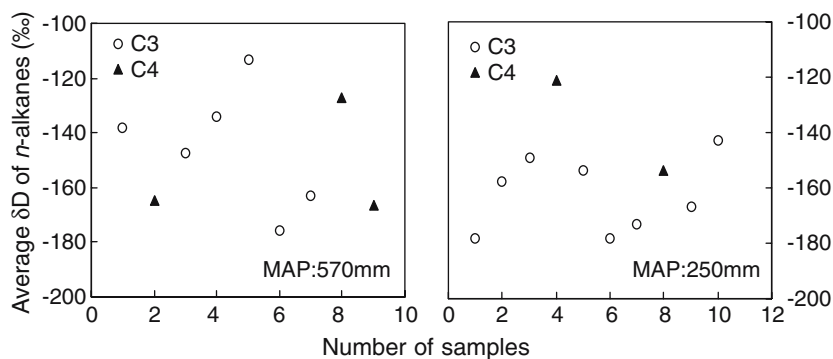 Average δD of n-alkanes (‰)
-100
-120
-140
-160
-180
-200
C3
C4
MAP:570mm
0 2 4 6 8 10
C3
C4
MAP:250mm
0 2 4 6 8 10 12
-100
-120
-140
-160
-180
-200
Number of samples